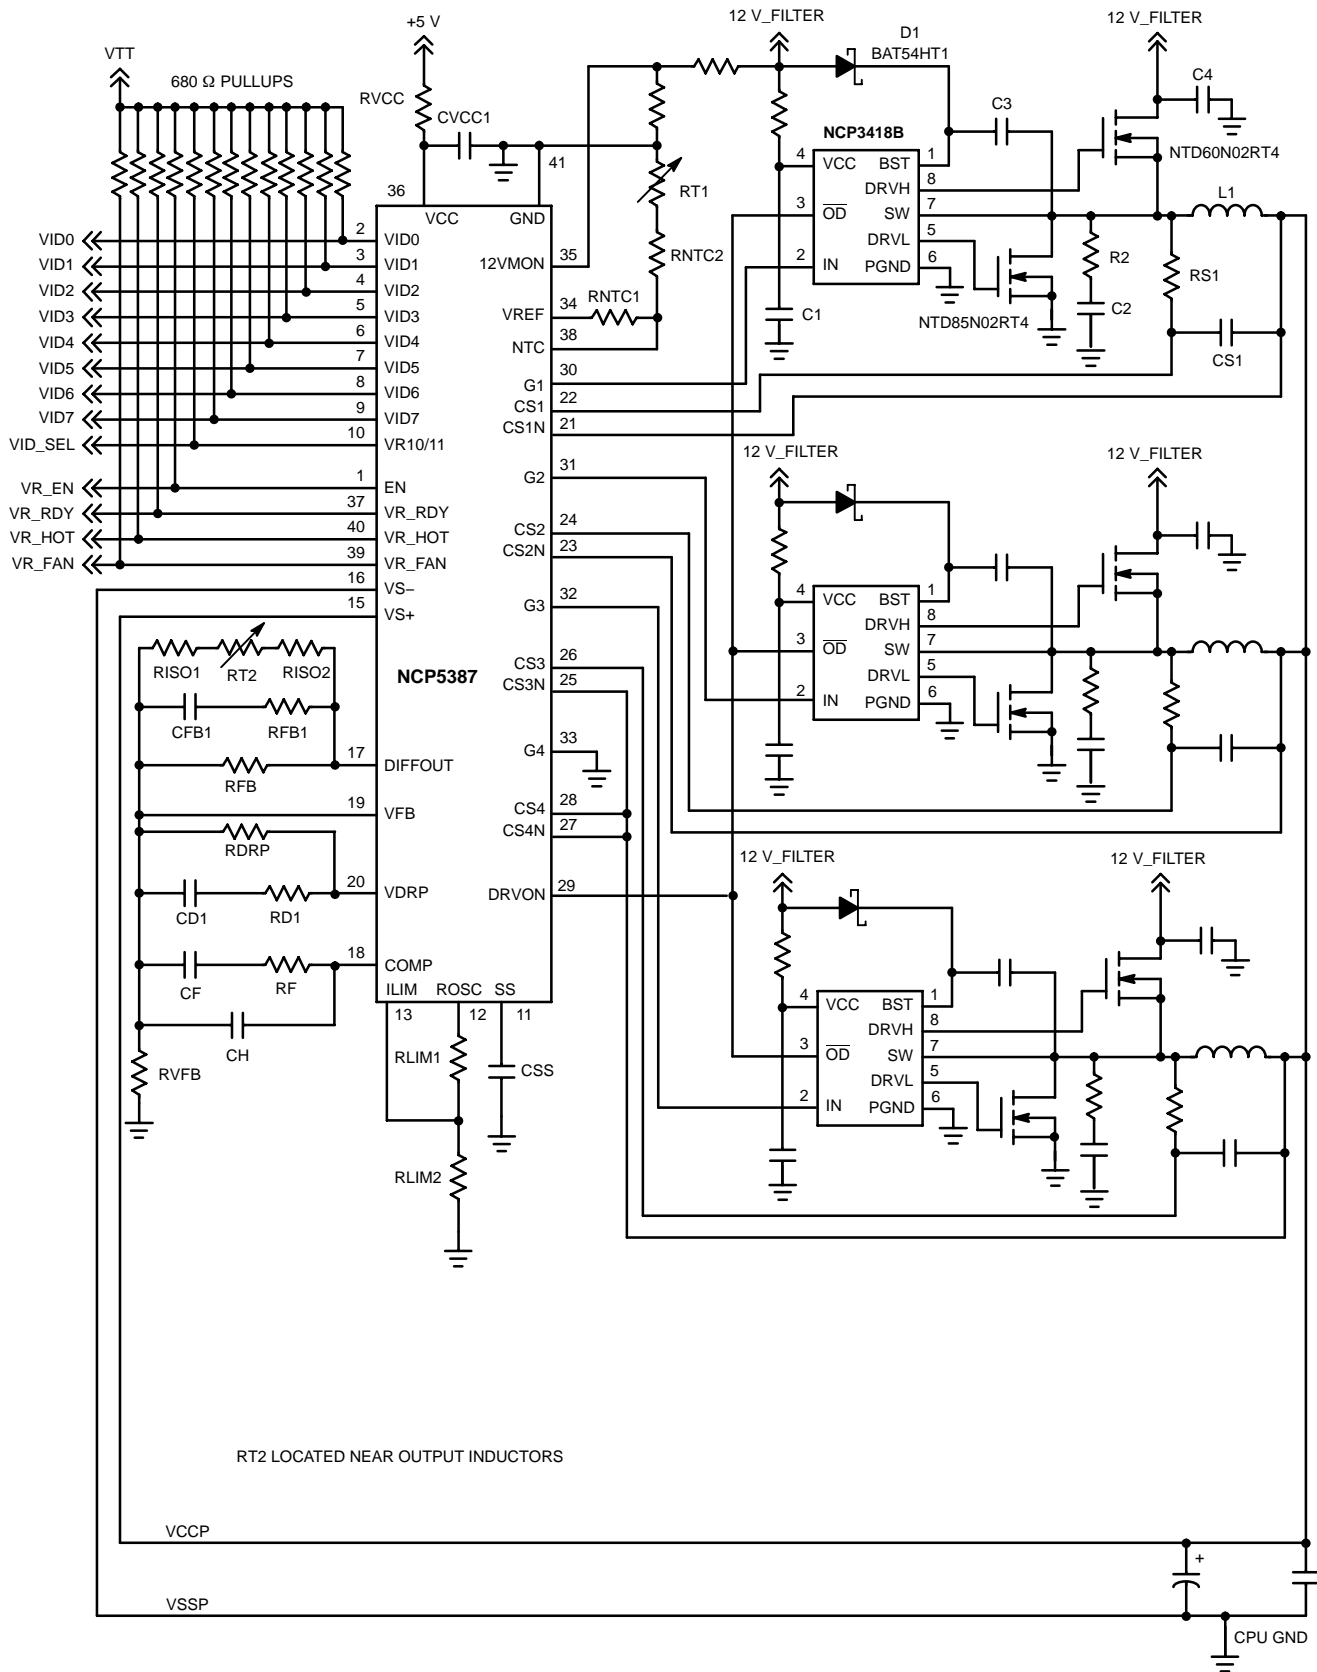 12 V_FILTER
12 V_FILTER
+5 V
D1
BAT54HT1
VTT
680 Ω PULLUPS
C4
RVCC
C3
CVCC1
NCP3418B
NTD60N02RT4
41
4
VCC
BST
1
36
RT1
DRVH
8
L1
VCC
GND
3
OD
SW
7
VID0
2
VID0
DRVL
5
R2
VID1
3
VID1
12VMON
35
RNTC2
2
IN
PGND
6
RS1
VID2
4
VID2
RNTC1
VID3
5
VID3
VREF
34
C1
NTD85N02RT4
C2
VID4
6
VID4
NTC
38
CS1
VID5
7
VID5
30
VID6
8
VID6
G1
22
VID7
9
VID7
CS1
21
VID_SEL
10
VR10/11
CS1N
12 V_FILTER
12 V_FILTER
VR_EN
1
EN
G2
31
VR_RDY
37
VR_RDY
24
VR_HOT
40
VR_HOT
CS2
23
VR_FAN
39
VR_FAN
CS2N
16
VS−
4
VCC
BST
1
15
VS+
G3
32
DRVH
8
3
OD
SW
7
RISO1
RT2
RISO2
NCP5387
CS3
26
DRVL
5
CS3N
25
2
IN
PGND
6
CFB1
RFB1
G4
33
17
DIFFOUT
RFB
19
VFB
CS4
28
CS4N
27
RDRP
12 V_FILTER
12 V_FILTER
20
VDRP
DRVON
29
CD1
RD1
18
COMP
CF
RF
ILIM
ROSC
SS
4
VCC
BST
1
13
12
11
DRVH
8
CH
3
OD
SW
7
RVFB
RLIM1
CSS
DRVL
5
2
IN
PGND
6
RLIM2
RT2 LOCATED NEAR OUTPUT INDUCTORS
VCCP
+
VSSP
CPU GND